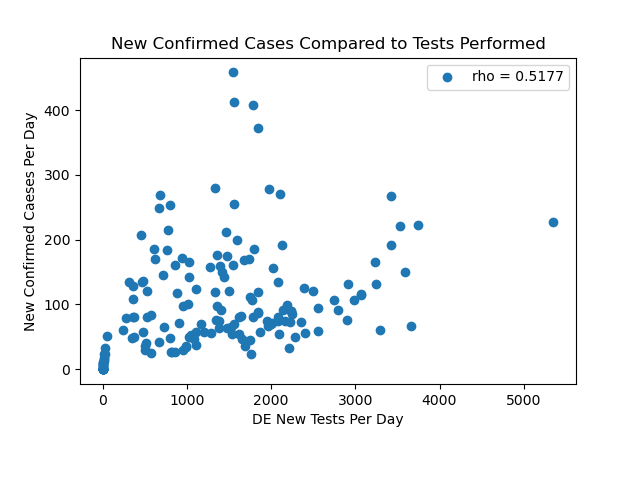 New Confirmed Cases Compared to Tests Performed
rho = 0.5177
New Confirmed Caeses Per Day
400
300
200
100
0
0 1000 2000 3000 4000 5000
DE New Tests Per Day